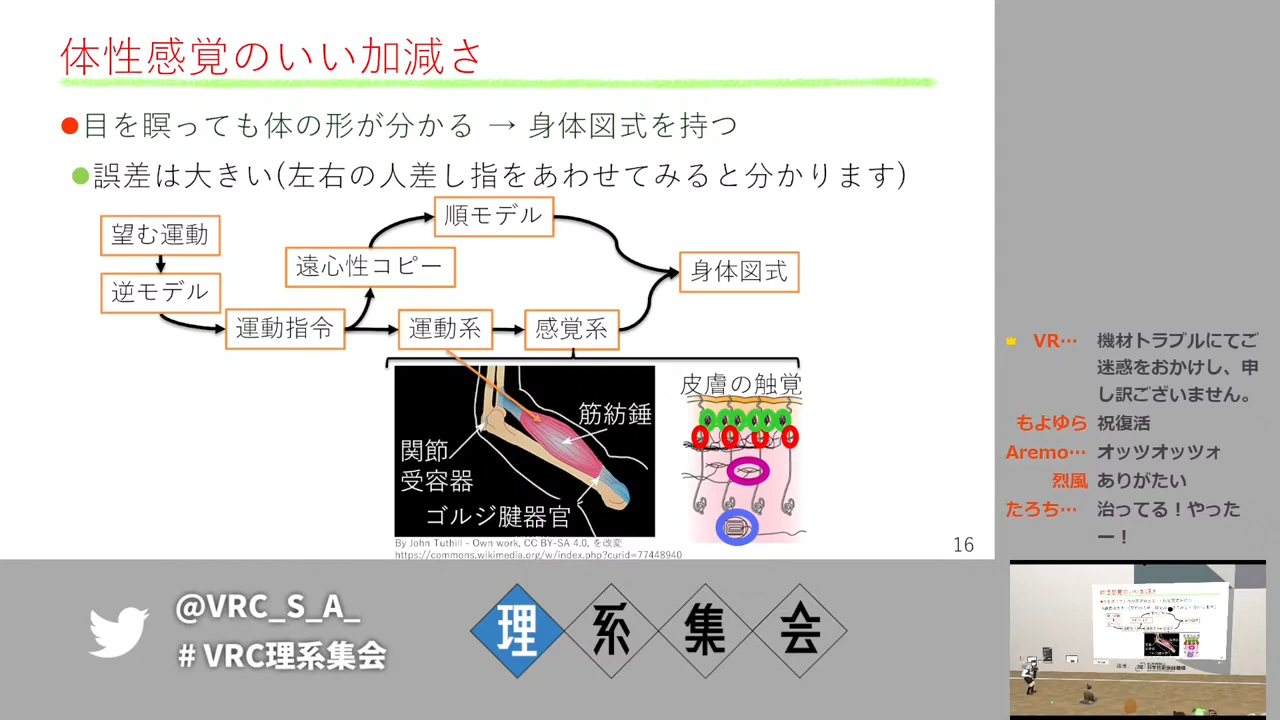 体性感覚のいい加減さ
目を瞑っても体の形が分かる → 身体図式を持つ
誤差は大きい(左右の人差し指をあわせてみると分かります)
順モデル
望む運動
遠心性コピー
身体図式
逆モデル
運動指令
運動系
感覚系
皮膚の触覚
筋紡錘
関節
受容器
ゴルジ腱器官
By John Tuthill - Own work, CC BY-SA 4.0, を改変
https://commons.wikimedia.org/w/index.php?curid=77448940
16
VR… 機材トラブルにてご
迷惑をおかけし、申
し訳ございません。
もよゆら 祝復活
Aremo… オッツオッツォ
烈風 ありがたい
たろち… 治ってる!やった
ー!
@VRC_S_A_
#VRC理系集会
理系集会
体性感覚のいい加減さ